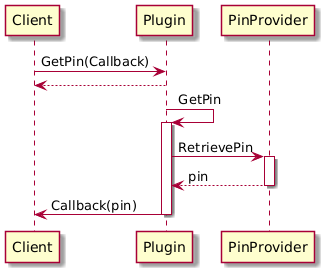 Client Plugin PinProvider
GetPin(Callback)
GetPin
RetrievePin
pin
Callback(pin)
Client Plugin PinProvider